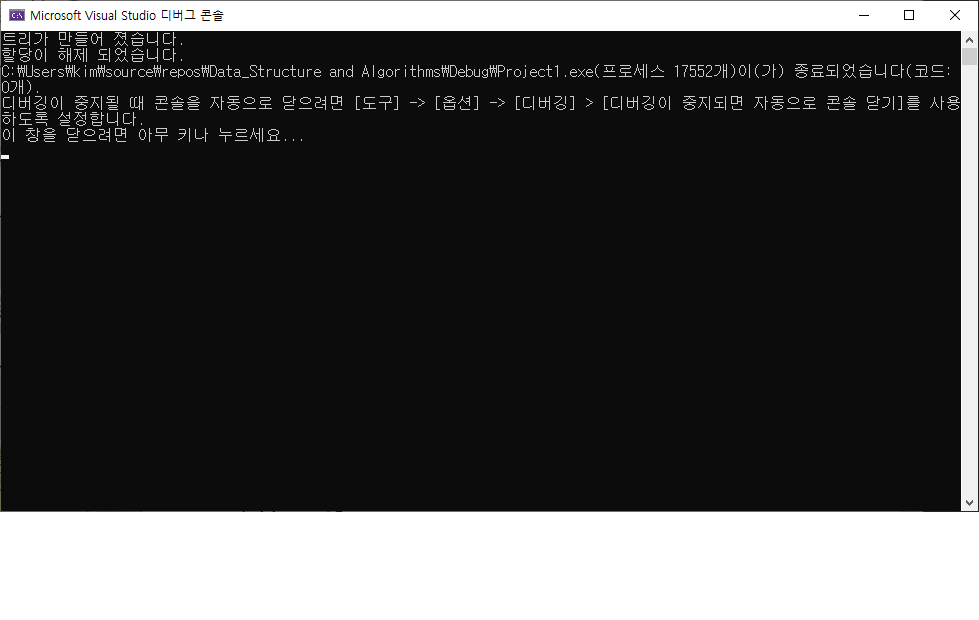 Microsoft Visual Studio 디버그 콘솔
트리가 만들어 졌습니다.
할당이 해제 되었습니다.
C:\Users\kim\source\repos\Data_Structure and Algorithms\Debug\Project1.exe(프로세스 17552개)이(가) 종료되었습니다(코드:
0개).
디버깅이 중지될 때 콘솔을 자동으로 닫으려면 [도구] -> [옵션] -> [디버깅] > [디버깅이 중지되면 자동으로 콘솔 닫기]를 사용
하도록 설정합니다.
이 창을 닫으려면 아무 키나 누르세요...